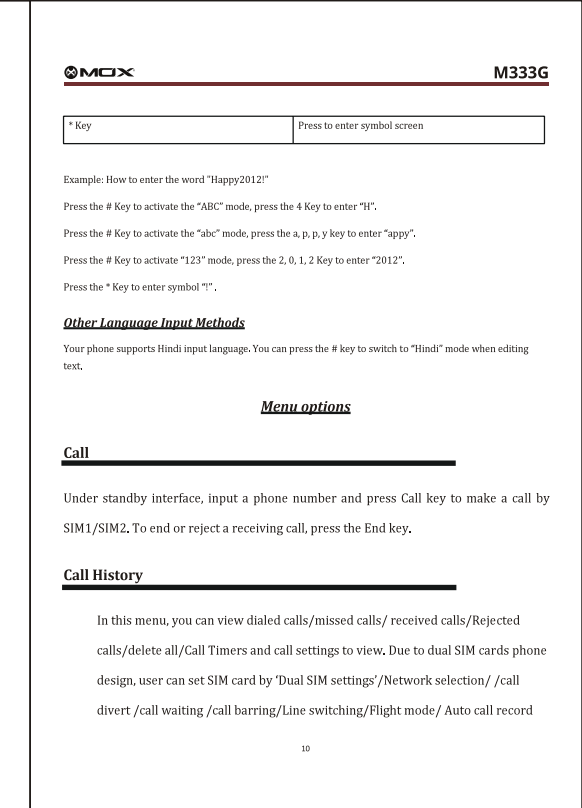 MOX
M333G
* Key
Press to enter symbol screen
Example: How to enter the word "Happy2012!"
Press the # Key to activate the “ABC” mode, press the 4 Key to enter “H”.
Press the # Key to activate the “abc” mode, press the a, p, p, y key to enter “appy”.
Press the # Key to activate “123” mode, press the 2, 0, 1, 2 Key to enter “2012”.
Press the * Key to enter symbol “!” .
Other Language Input Methods
Your phone supports Hindi input language. You can press the # key to switch to “Hindi” mode when editing
text.
Menu options
Call
Under standby interface, input a phone number and press Call key to make a call by
SIM1/SIM2. To end or reject a receiving call, press the End key.
Call History
In this menu, you can view dialed calls/missed calls/ received calls/Rejected
calls/delete all/Call Timers and call settings to view. Due to dual SIM cards phone
design, user can set SIM card by ‘Dual SIM settings’/Network selection/ /call
divert /call waiting /call barring/Line switching/Flight mode/ Auto call record
10